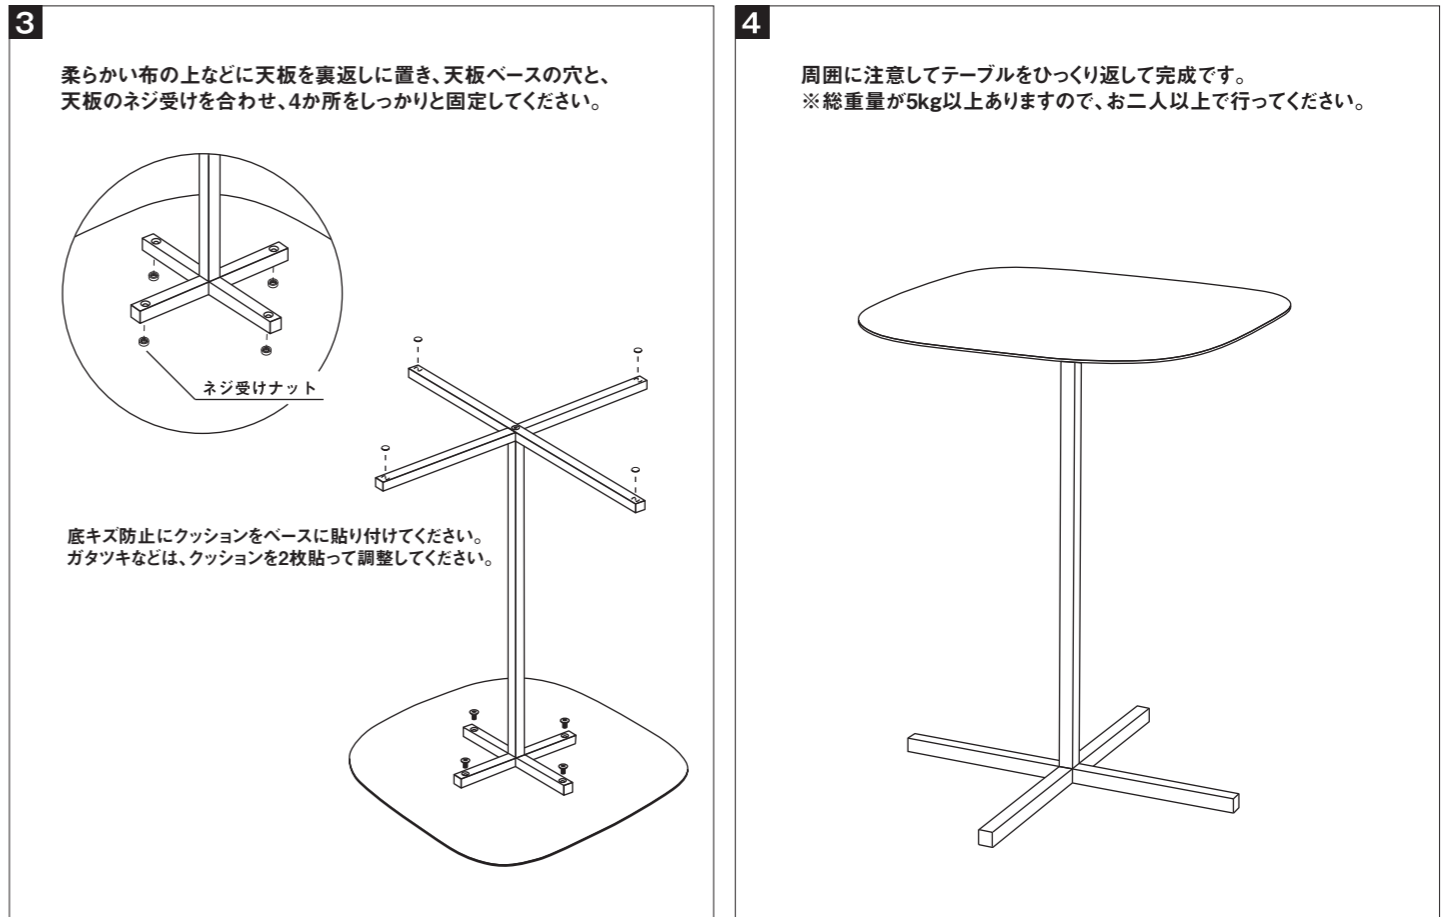 3
柔らかい布の上などに天板を裏返しに置き、天板ベースの穴と、
天板のネジ受けを合わせ、4か所をしっかりと固定してください。
ネジ受けナット
底キズ防止にクッションをベースに貼り付けてください。
ガタツキなどは、クッションを2枚貼って調整してください。
4
周囲に注意してテーブルをひっくり返して完成です。
※総重量が5kg以上ありますので、お二人以上で行ってください。